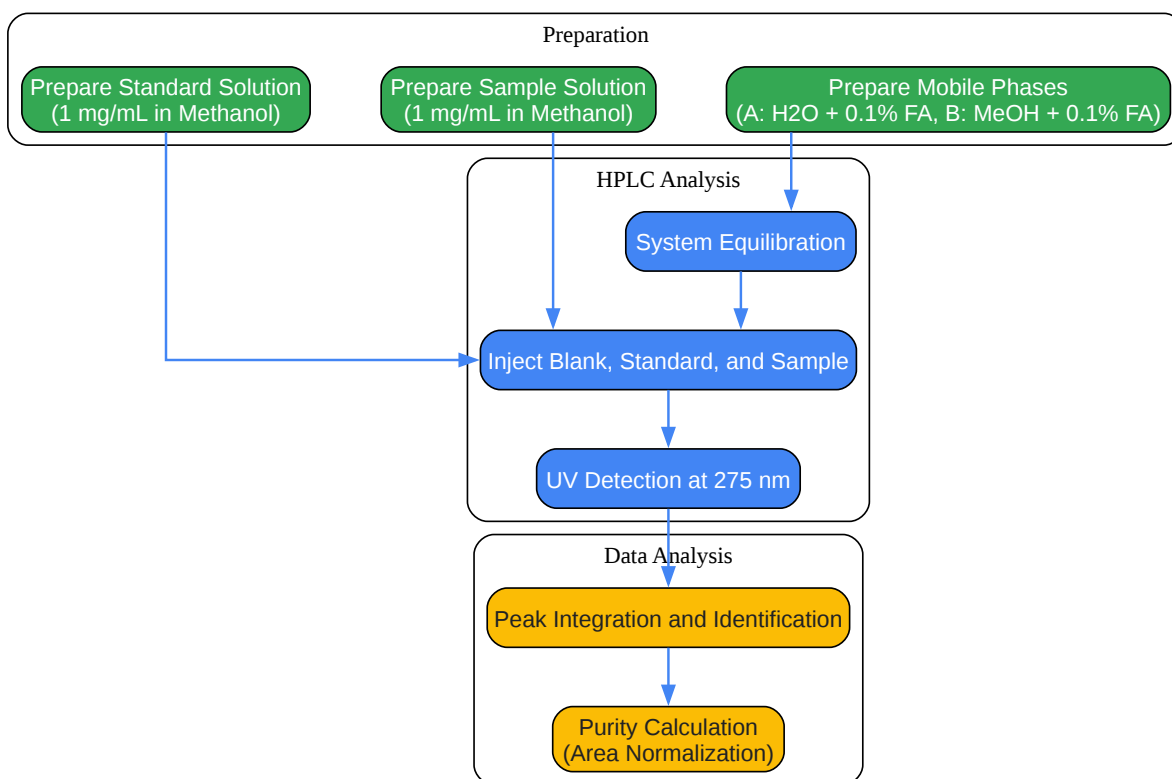 Preparation
Prepare Standard Solution
(1 mg/mL in Methanol)
Prepare Sample Solution
(1 mg/mL in Methanol)
Prepare Mobile Phases
(A: H2O + 0.1% FA, B: MeOH + 0.1% FA)
HPLC Analysis
System Equilibration
Inject Blank, Standard, and Sample
UV Detection at 275 nm
Data Analysis
Peak Integration and Identification
Purity Calculation
(Area Normalization)